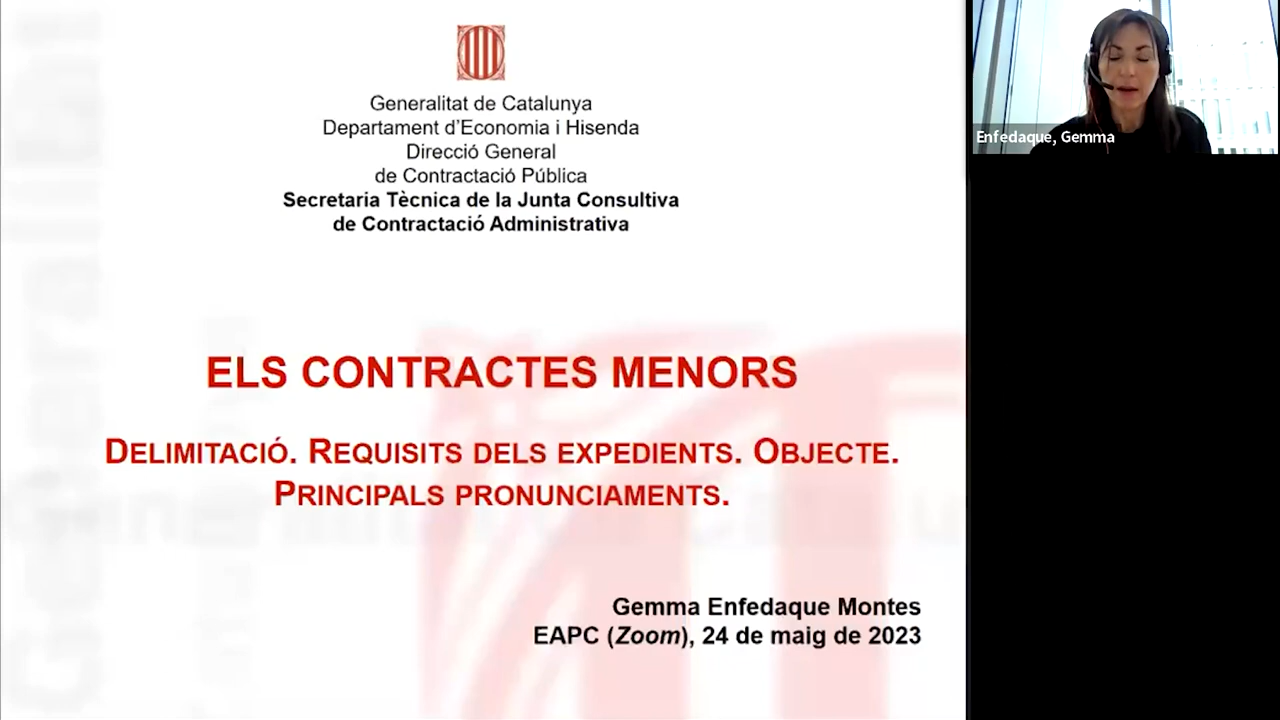 Generalitat de Catalunya
Departament d'Economia i Hisenda
Direcció General
de Contractació Pública
Secretaria Tècnica de la Junta Consultiva
de Contractació Administrativa
ELS CONTRACTES MENORS
DELIMITACIÓ. REQUISITS DELS EXPEDIENTS. OBJECTE.
PRINCIPALS PRONUNCIAMENTS.
Gemma Enfedaque Montes
EAPC (Zoom), 24 de maig de 2023
Enfedaque, Gemma